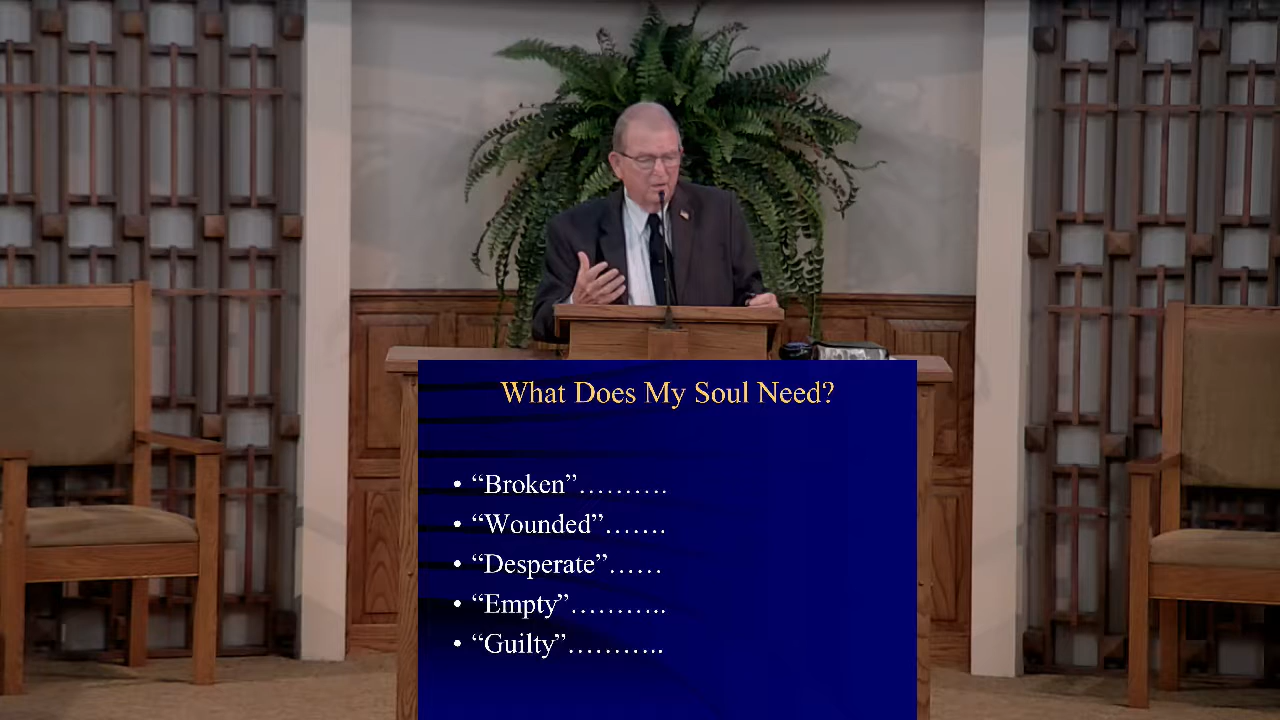 What Does My Soul Need?
• “Broken”……….
• “Wounded”…….
• “Desperate”……
• “Empty”………..
• “Guilty”………..